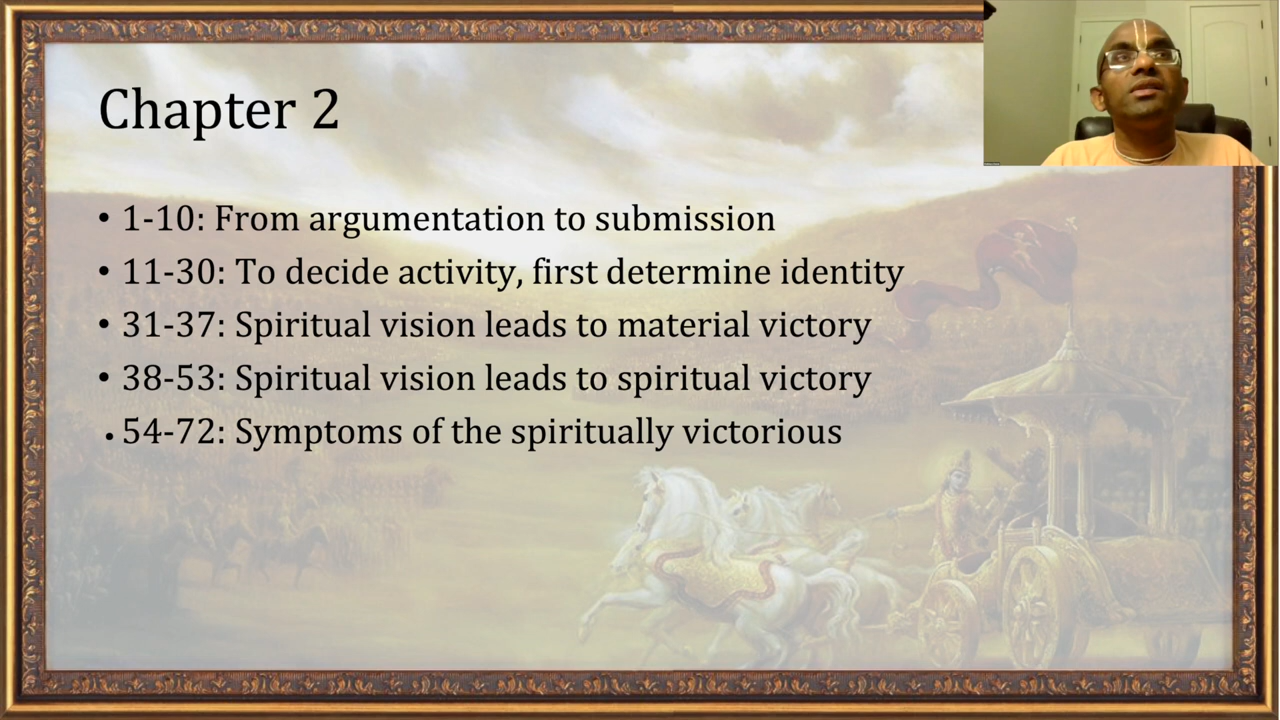 Chapter 2
• 1-10: From argumentation to submission
• 11-30: To decide activity, first determine identity
• 31-37: Spiritual vision leads to material victory
• 38-53: Spiritual vision leads to spiritual victory
• 54-72: Symptoms of the spiritually victorious